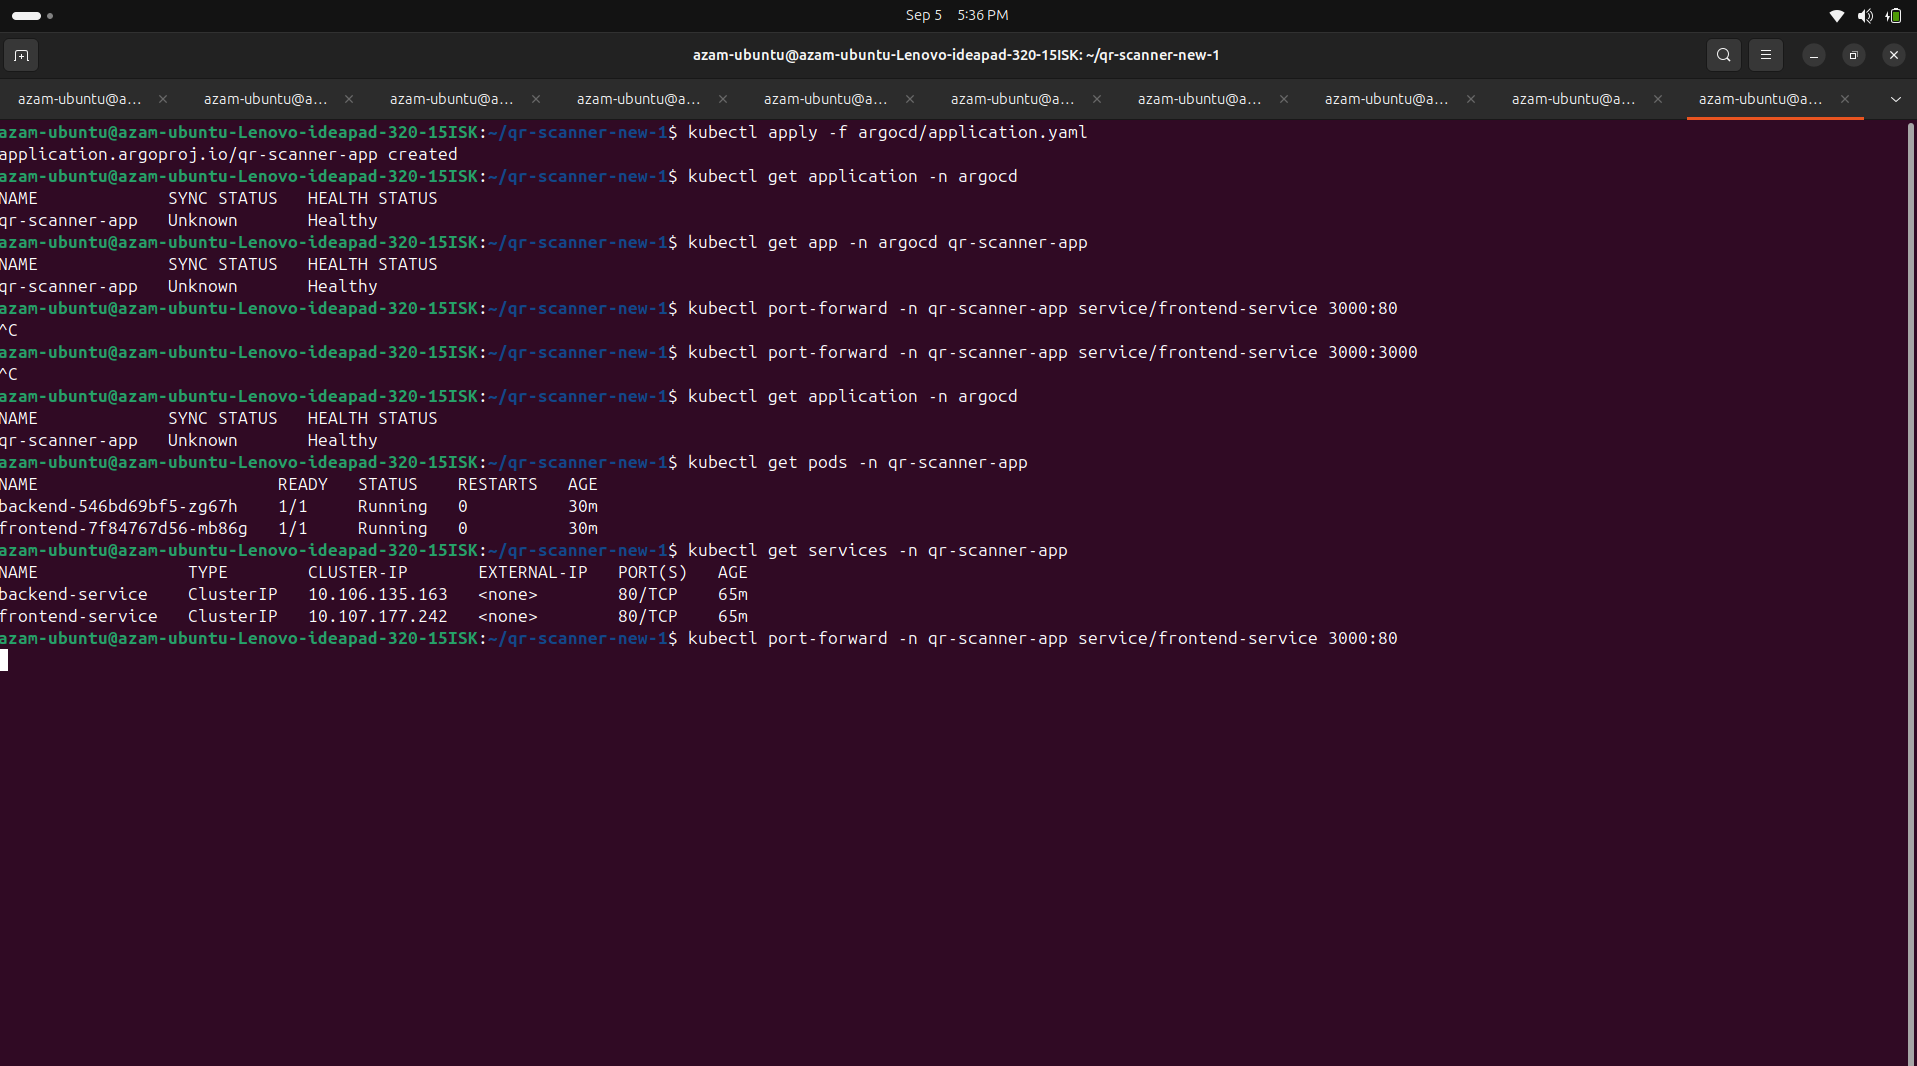 Sep 5 5:36 PM
azam-ubuntu@azam-ubuntu-Lenovo-ideapad-320-15ISK: ~/qr-scanner-new-1
azam-ubuntu@a... azam-ubuntu@a... azam-ubuntu@a... azam-ubuntu@a... azam-ubuntu@a... azam-ubuntu@a... azam-ubuntu@a... azam-ubuntu@a... azam-ubuntu@a... azam-ubuntu@a...
azam-ubuntu@azam-ubuntu-Lenovo-ideapad-320-15ISK:~/qr-scanner-new-1$ kubectl apply -f argocd/application.yaml
application.argoproj.io/qr-scanner-app created
azam-ubuntu@azam-ubuntu-Lenovo-ideapad-320-15ISK:~/qr-scanner-new-1$ kubectl get application -n argocd
NAME SYNC STATUS HEALTH STATUS
qr-scanner-app Unknown Healthy
azam-ubuntu@azam-ubuntu-Lenovo-ideapad-320-15ISK:~/qr-scanner-new-1$ kubectl get app -n argocd qr-scanner-app
NAME SYNC STATUS HEALTH STATUS
qr-scanner-app Unknown Healthy
azam-ubuntu@azam-ubuntu-Lenovo-ideapad-320-15ISK:~/qr-scanner-new-1$ kubectl port-forward -n qr-scanner-app service/frontend-service 3000:80
^C
azam-ubuntu@azam-ubuntu-Lenovo-ideapad-320-15ISK:~/qr-scanner-new-1$ kubectl port-forward -n qr-scanner-app service/frontend-service 3000:3000
^C
azam-ubuntu@azam-ubuntu-Lenovo-ideapad-320-15ISK:~/qr-scanner-new-1$ kubectl get application -n argocd
NAME SYNC STATUS HEALTH STATUS
qr-scanner-app Unknown Healthy
azam-ubuntu@azam-ubuntu-Lenovo-ideapad-320-15ISK:~/qr-scanner-new-1$ kubectl get pods -n qr-scanner-app
NAME READY STATUS RESTARTS AGE
backend-546bd69bf5-zg67h 1/1 Running 0 30m
frontend-7f84767d56-mb86g 1/1 Running 0 30m
azam-ubuntu@azam-ubuntu-Lenovo-ideapad-320-15ISK:~/qr-scanner-new-1$ kubectl get services -n qr-scanner-app
NAME TYPE CLUSTER-IP EXTERNAL-IP PORT(S) AGE
backend-service ClusterIP 10.106.135.163 <none> 80/TCP 65m
frontend-service ClusterIP 10.107.177.242 <none> 80/TCP 65m
azam-ubuntu@azam-ubuntu-Lenovo-ideapad-320-15ISK:~/qr-scanner-new-1$ kubectl port-forward -n qr-scanner-app service/frontend-service 3000:80